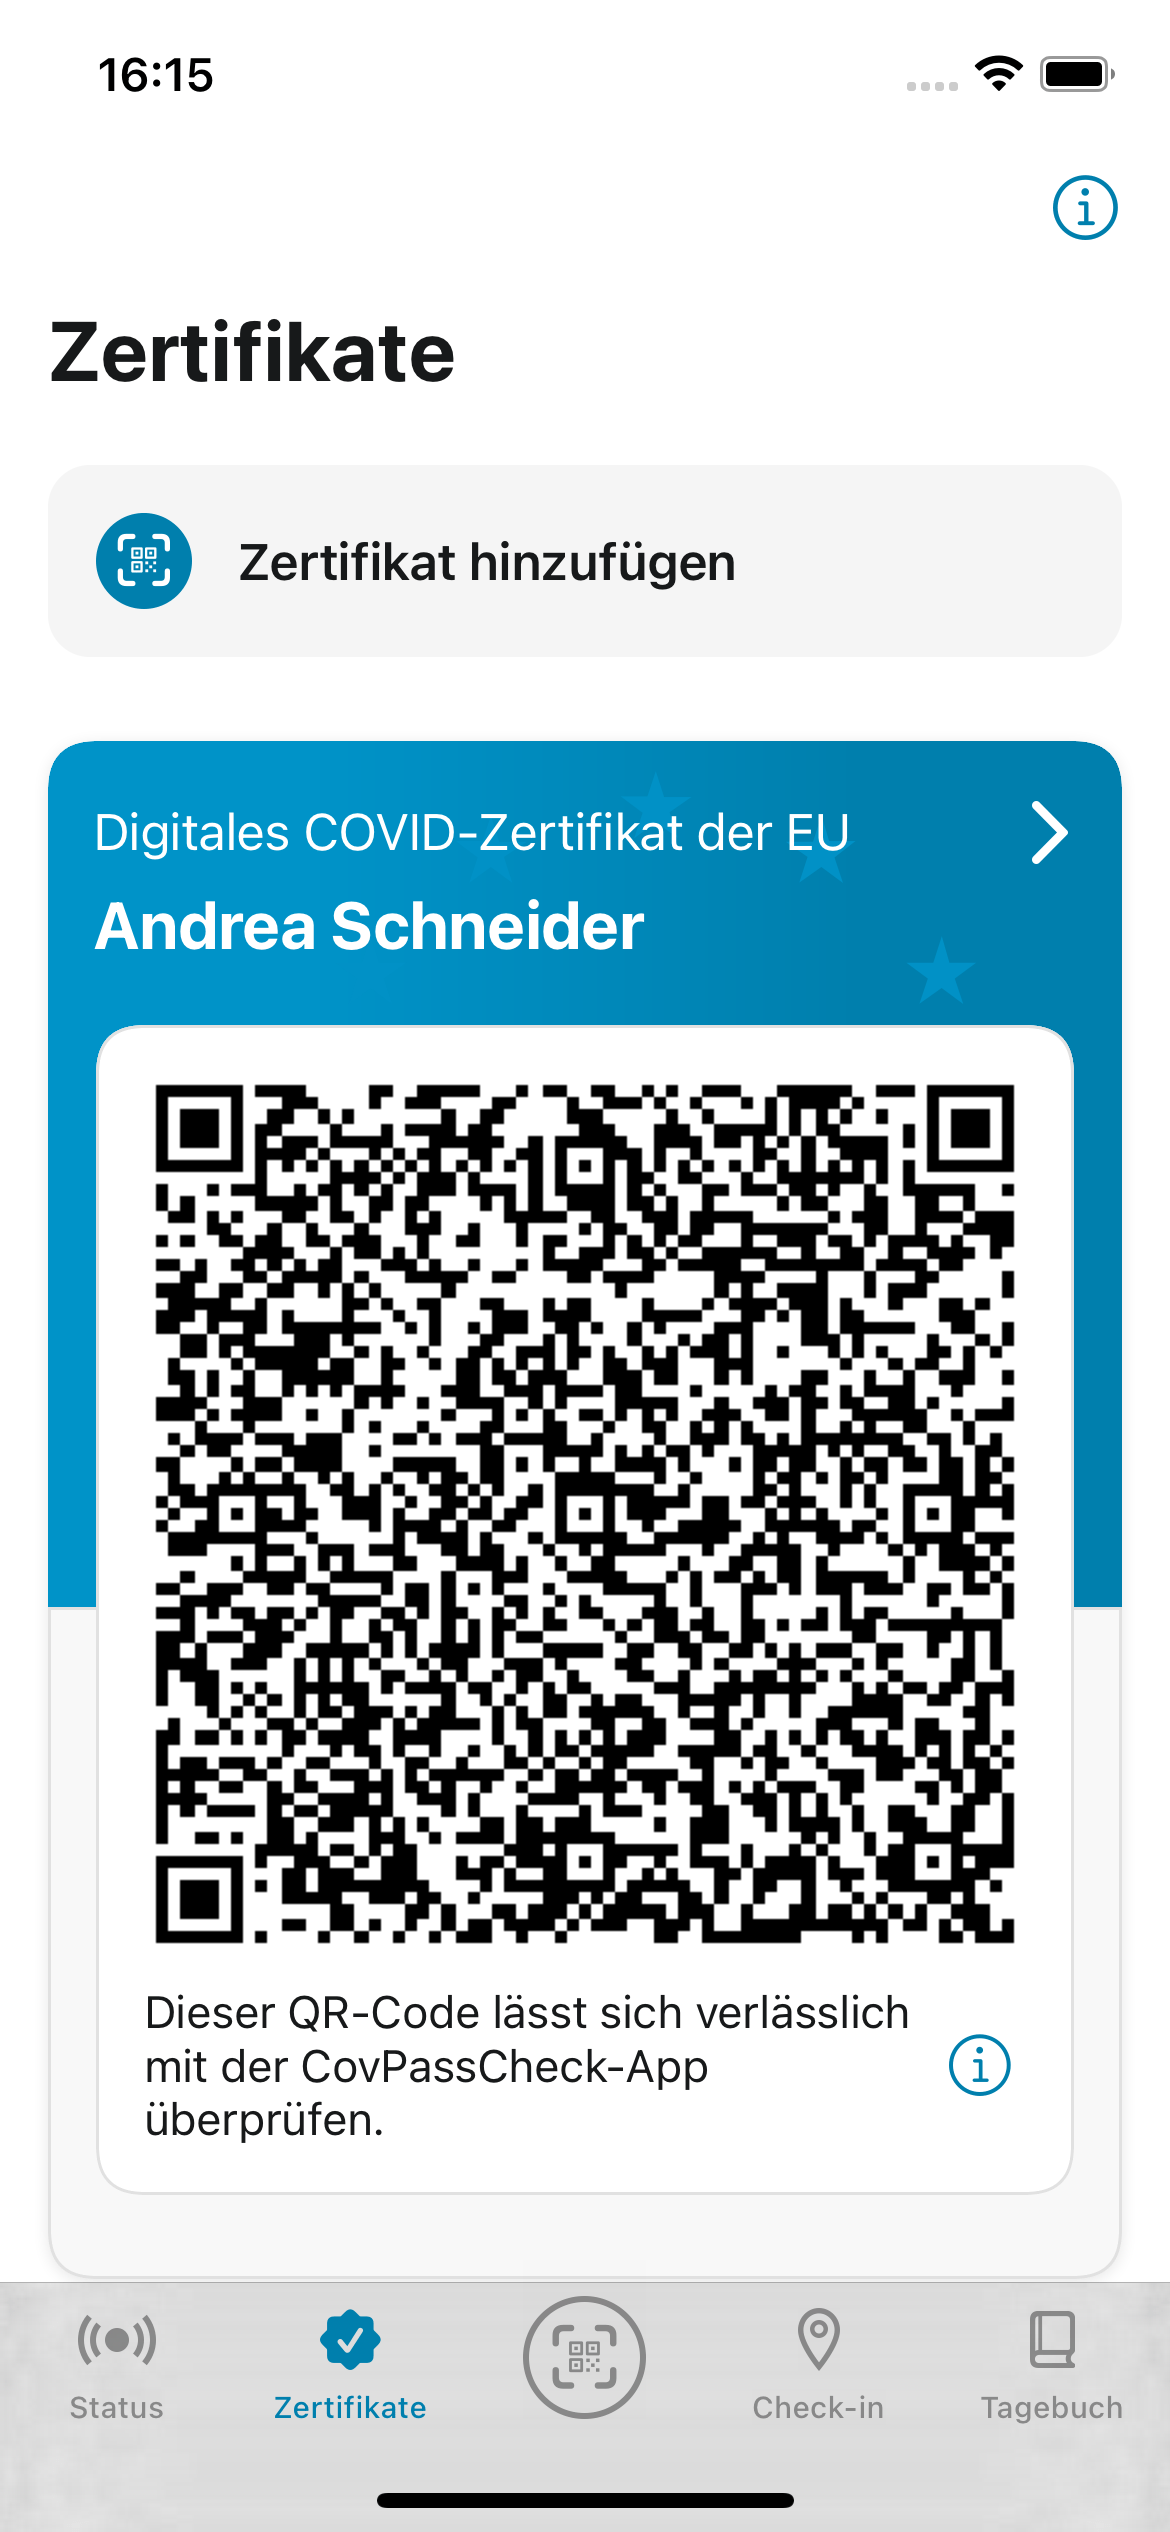 16:15
Zertifikate
Zertifikat hinzufügen
Digitales COVID-Zertifikat der EU
Andrea Schneider
Dieser QR-Code lässt sich verlässlich
mit der CovPassCheck-App
überprüfen.
Status
Zertifikate
Check-in
Tagebuch